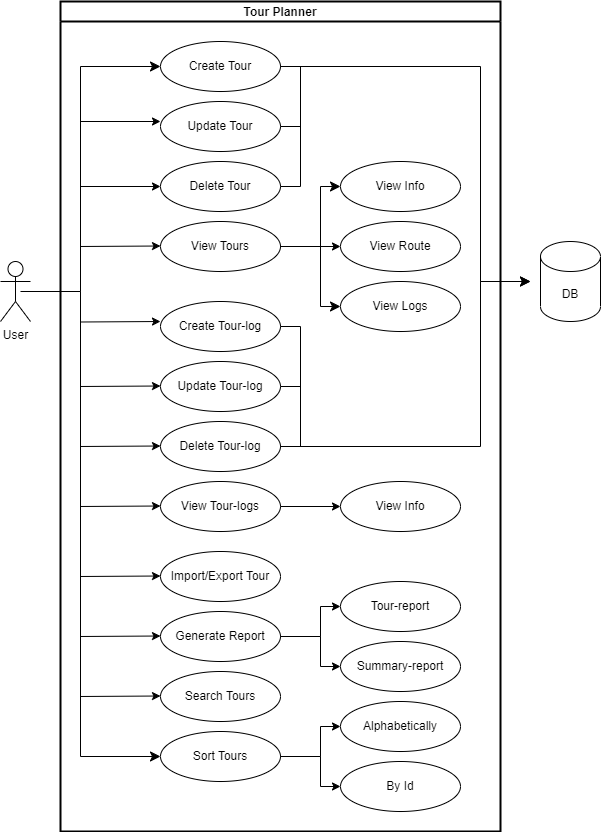 Tour Planner
Create Tour
Update Tour
Delete Tour
View Info
View Tours
View Route
DB
View Logs
User
Create Tour-log
Update Tour-log
Delete Tour-log
View Tour-logs
View Info
Import/Export Tour
Tour-report
Generate Report
Summary-report
Search Tours
Alphabetically
Sort Tours
By Id